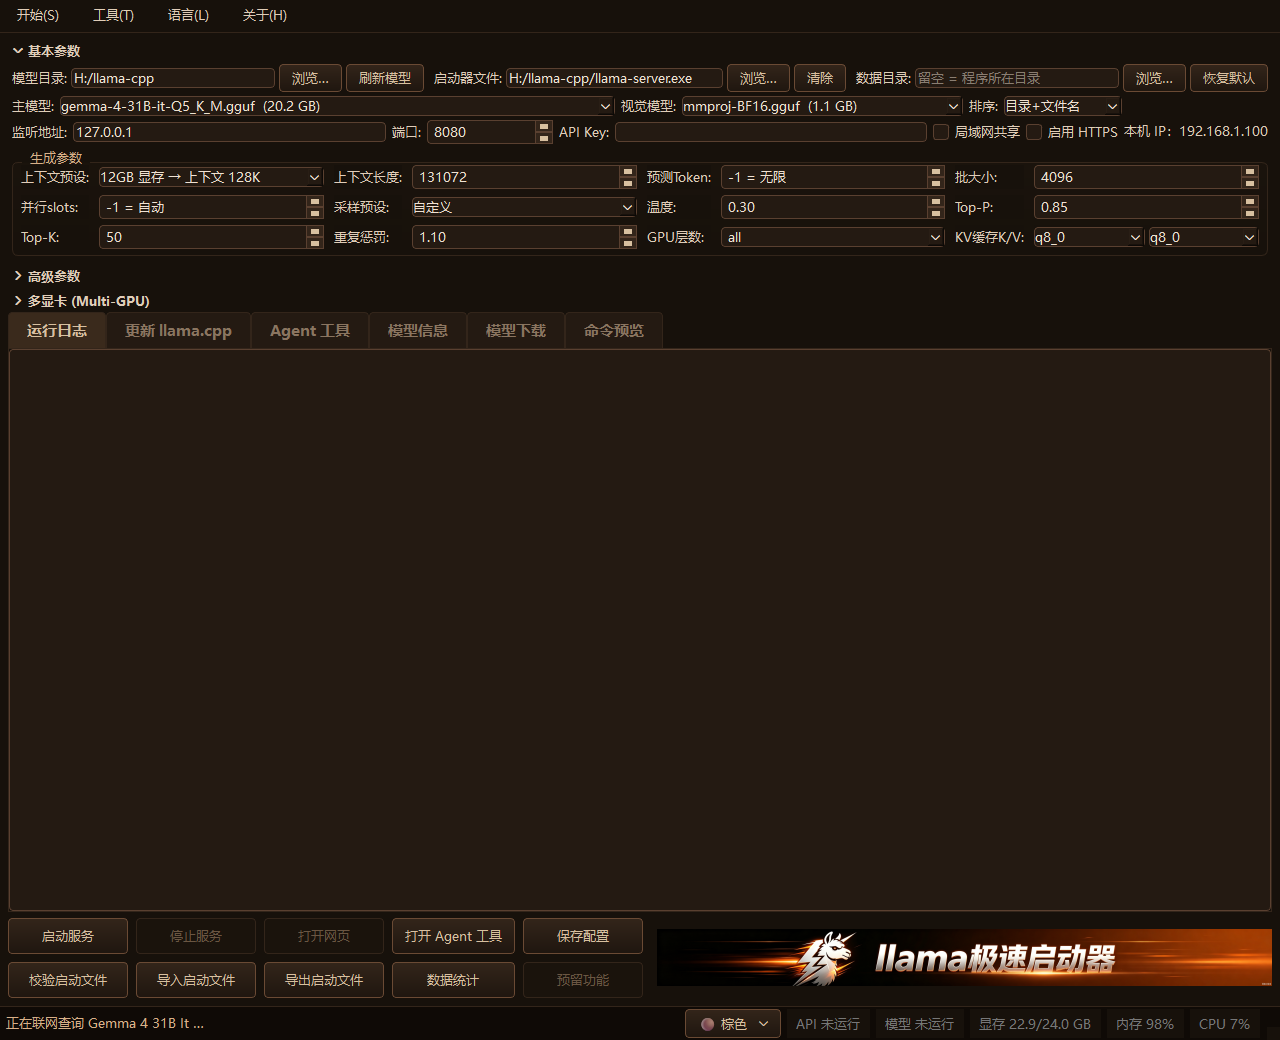 开始(S) 工具(T) 语言(L) 关于(H)
基本参数
模型目录: H:/llama-cpp 浏览... 刷新模型 启动器文件: H:/llama-cpp/llama-server.exe 浏览... 清除 数据目录: 留空 = 程序所在目录 浏览... 恢复默认
主模型: gemma-4-31B-it-Q5_K_M.gguf (20.2 GB) 视觉模型: mmproj-BF16.gguf (1.1 GB) 排序: 目录+文件名
监听地址: 127.0.0.1 端口: 8080 API Key: 局域网共享 启用 HTTPS 本机 IP: 192.168.1.100
生成参数
上下文预设: 12GB 显存 → 上下文 128K 上下文长度: 131072 预测Token: -1 = 无限 批大小: 4096
并行slots: -1 = 自动 采样预设: 自定义 温度: 0.30 Top-P: 0.85
Top-K: 50 重复惩罚: 1.10 GPU层数: all KV缓存K/V: q8_0 q8_0
高级参数
多显卡 (Multi-GPU)
运行日志 更新 llama.cpp Agent 工具 模型信息 模型下载 命令预览
启动服务 停止服务 打开网页 打开 Agent 工具 保存配置
校验启动文件 导入启动文件 导出启动文件 数据统计 预留功能
llama极速启动器
正在联网查询 Gemma 4 31B It ... 棕色 API 未运行 模型 未运行 显存 22.9/24.0 GB 内存 98% CPU 7%